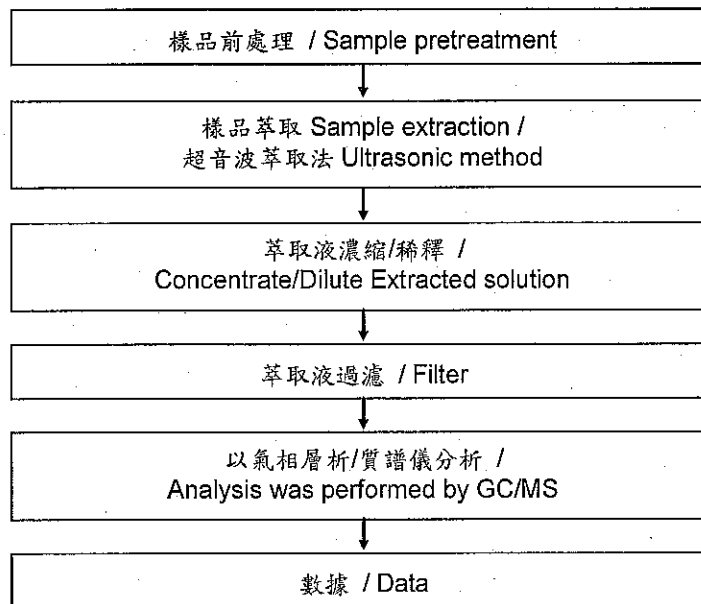 樣品前處理 / Sample pretreatment
樣品萃取 Sample extraction /
超音波萃取法 Ultrasonic method
萃取液濃縮/稀釋 /
Concentrate/Dilute Extracted solution
萃取液過濾 / Filter
以氣相層析/質譜儀分析 /
Analysis was performed by GC/MS
數據 / Data